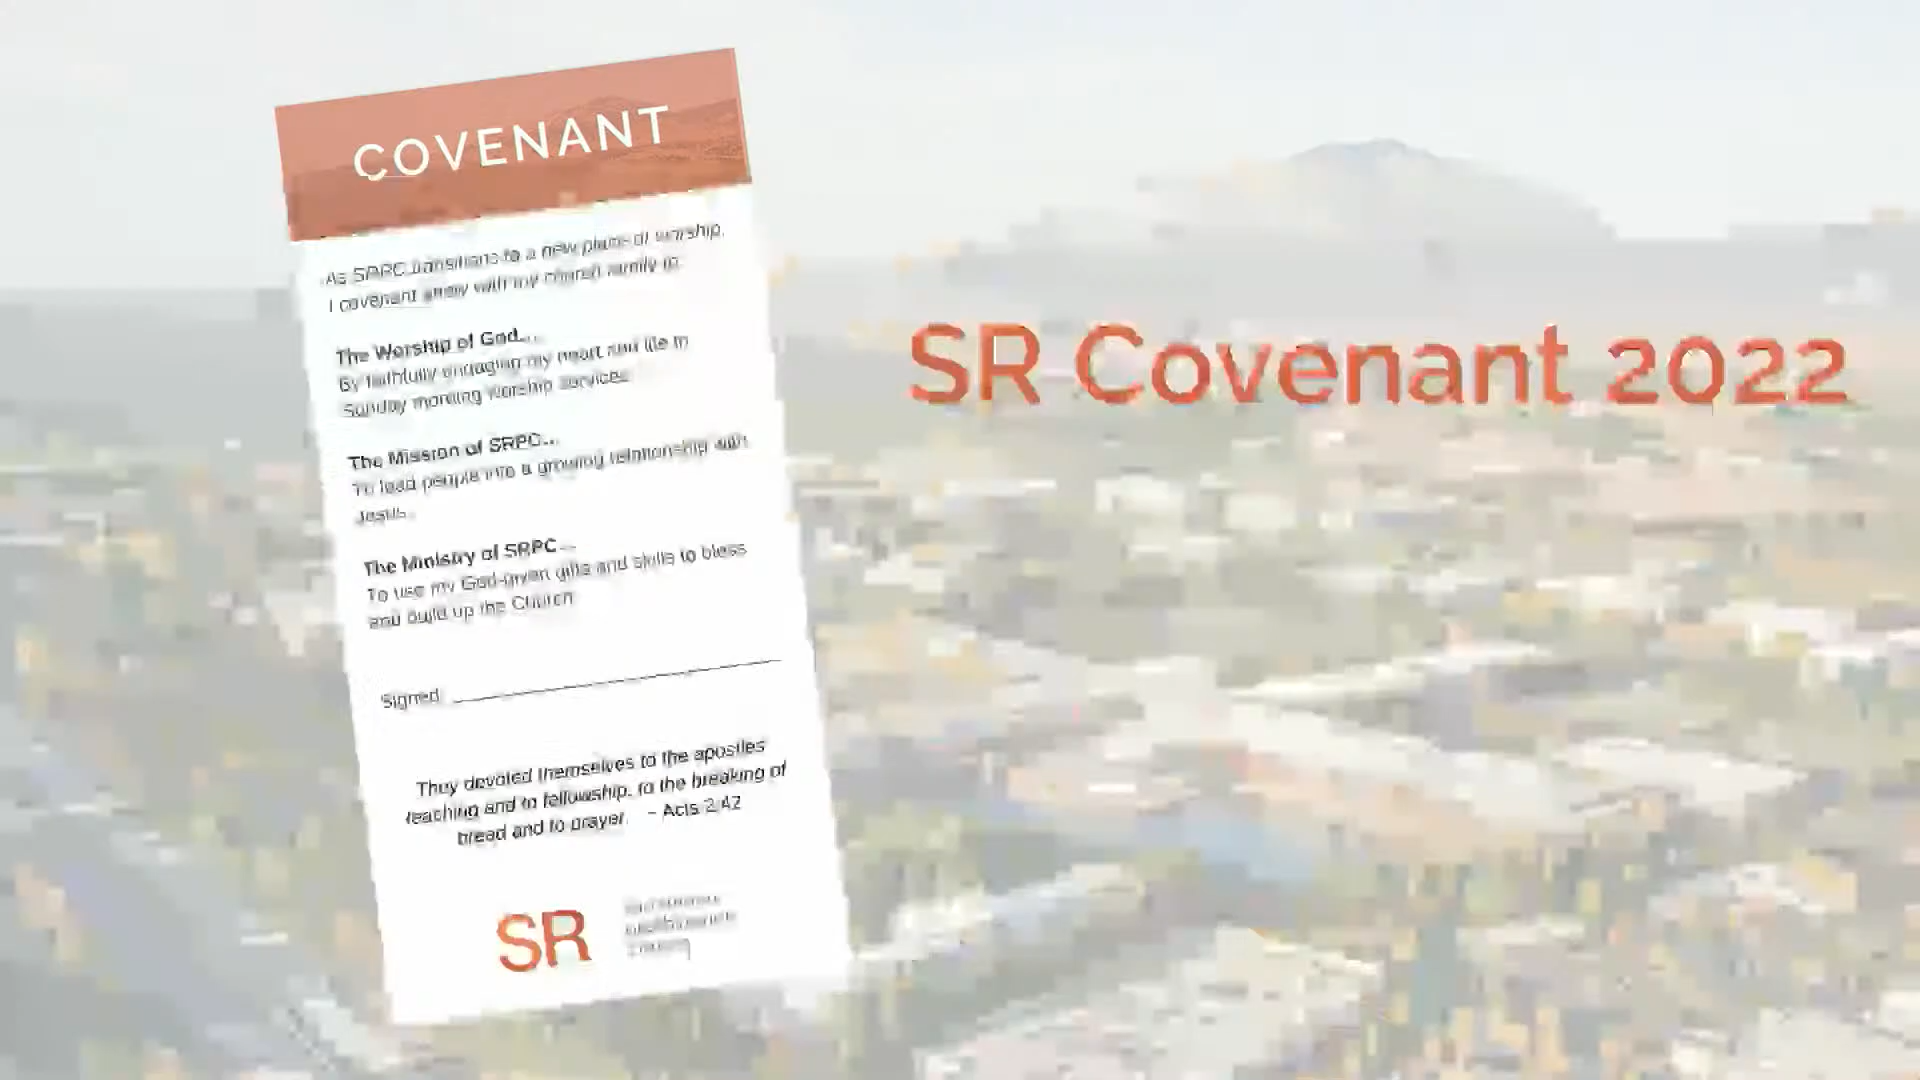 COVENANT
As SRPC transitions to a new place of worship,
I covenant anew with my church family to:
The Worship of God...
By faithfully engaging my heart and life in
Sunday morning worship services.
The Mission of SRPC...
To lead people into a growing relationship with
Jesus.
The Ministry of SRPC...
To use my God-given gifts and skills to bless
and build up the Church
Signed
They devoted themselves to the apostles
teaching and to fellowship, to the breaking of
bread and to prayer. ~ Acts 2:42
SR
SR Covenant 2022